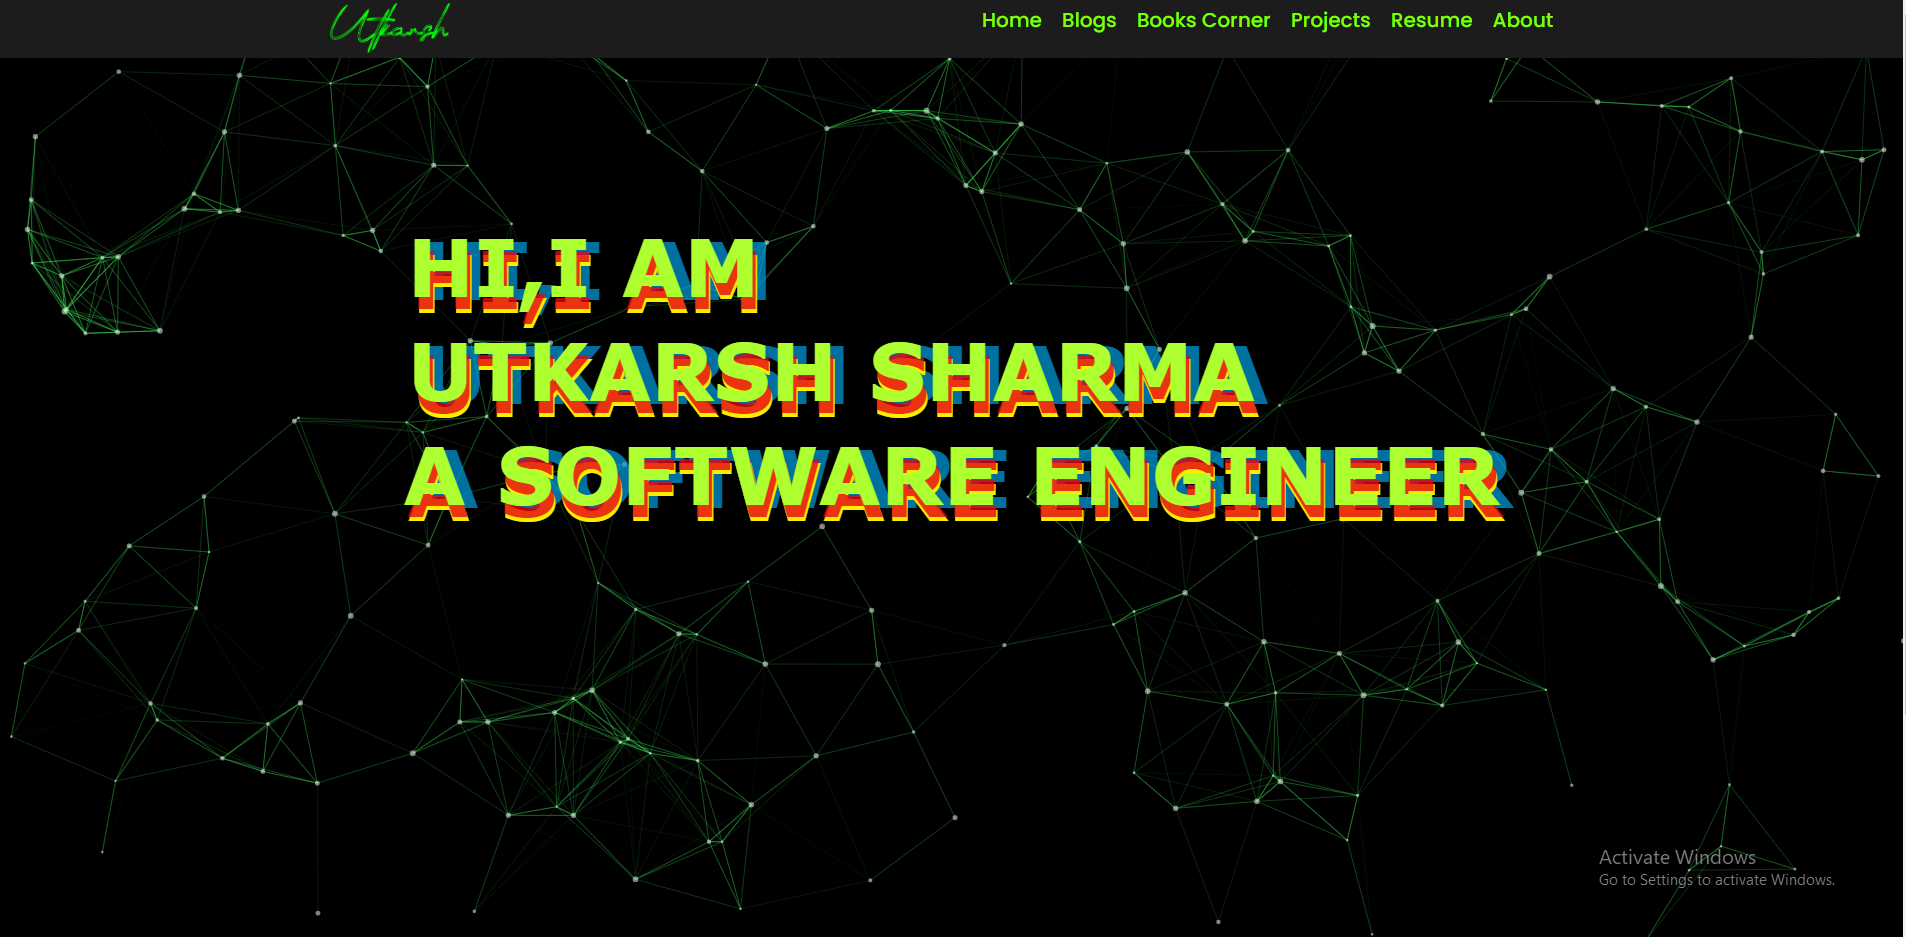 Utkarsh
Home Blogs Books Corner Projects Resume About
HI,I AM
UTKARSH SHARMA
A SOFTWARE ENGINEER
Activate Windows
Go to Settings to activate Windows.